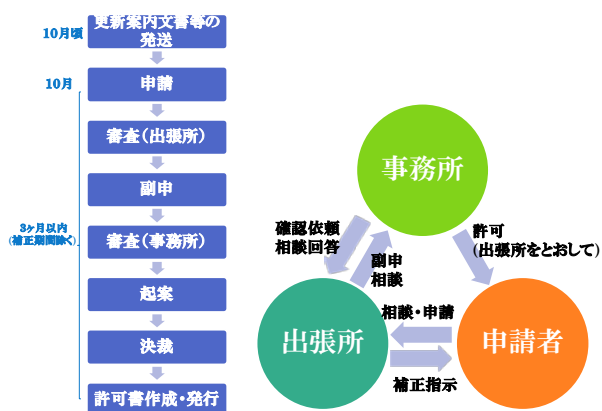 10月頃
更新案内文書等の
発送
10月
申請
審査（出張所）
副申
3ヶ月以内
（補正期間除く）
審査（事務所）
起案
決裁
許可書作成・発行
事務所
確認依頼
相談回答
副申
相談
許可
（出張所をとおして）
出張所
相談・申請
補正指示
申請者